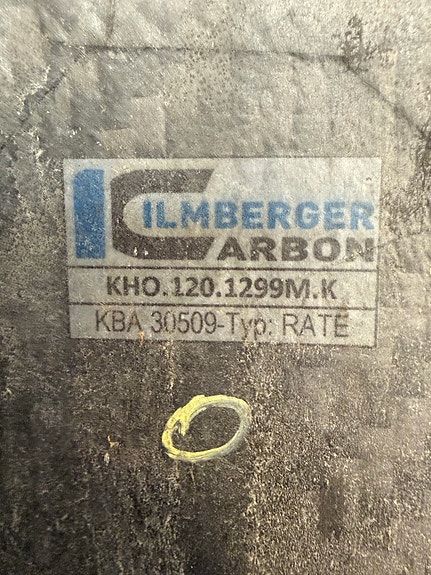 ILMBERGER
CARBON
KHO.120.1299M.K
KBA 30509-Typ: RATE